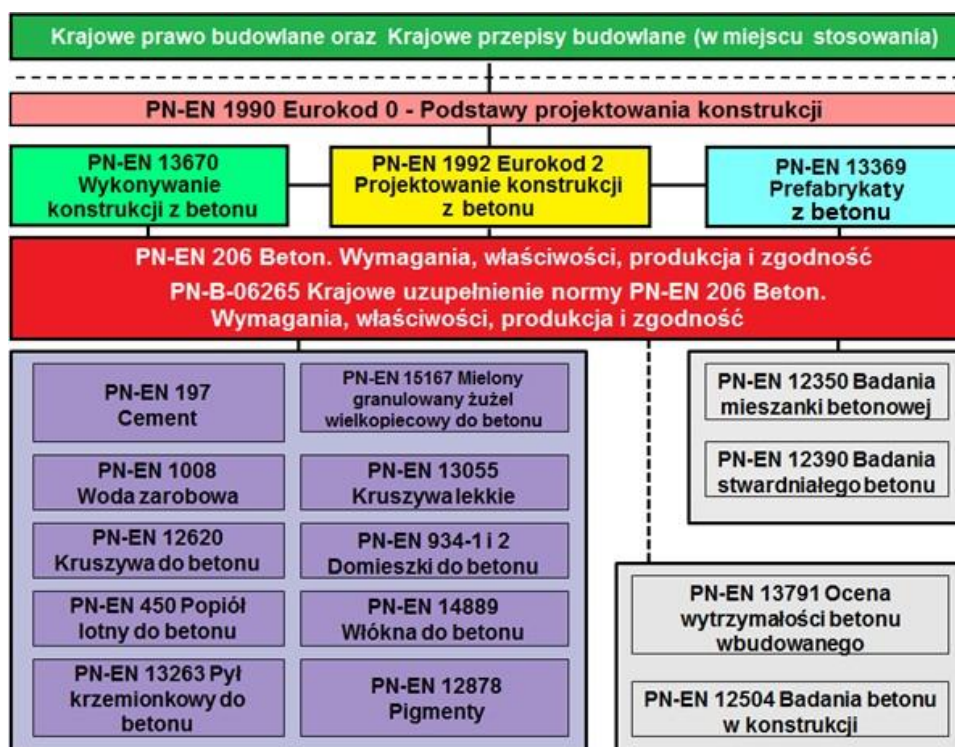 Krajowe prawo budowlane oraz Krajowe przepisy budowlane (w miejscu stosowania)
PN-EN 1990 Eurokod 0 - Podstawy projektowania konstrukcji
PN-EN 13670
Wykonywanie
konstrukcji z betonu
PN-EN 1992 Eurokod 2
Projektowanie konstrukcji
z betonu
PN-EN 13369
Prefabrykaty
z betonu
PN-EN 206 Beton. Wymagania, właściwości, produkcja i zgodność
PN-B-06265 Krajowe uzupełnienie normy PN-EN 206 Beton.
Wymagania, właściwości, produkcja i zgodność
PN-EN 197
Cement
PN-EN 15167 Mielony
granulowany żużel
wielkopiecowy do betonu
PN-EN 1008
Woda zarobowa
PN-EN 13055
Kruszywa lekkie
PN-EN 12620
Kruszywa do betonu
PN-EN 934-1 i 2
Domieszki do betonu
PN-EN 450 Popiół
lotny do betonu
PN-EN 14889
Włókna do betonu
PN-EN 13263 Pył
krzemionkowy do
betonu
PN-EN 12878
Pigmenty
PN-EN 12350 Badania
mieszanki betonowej
PN-EN 12390 Badania
stwardniałego betonu
PN-EN 13791 Ocena
wytrzymałości betonu
wbudowanego
PN-EN 12504 Badania betonu
w konstrukcji